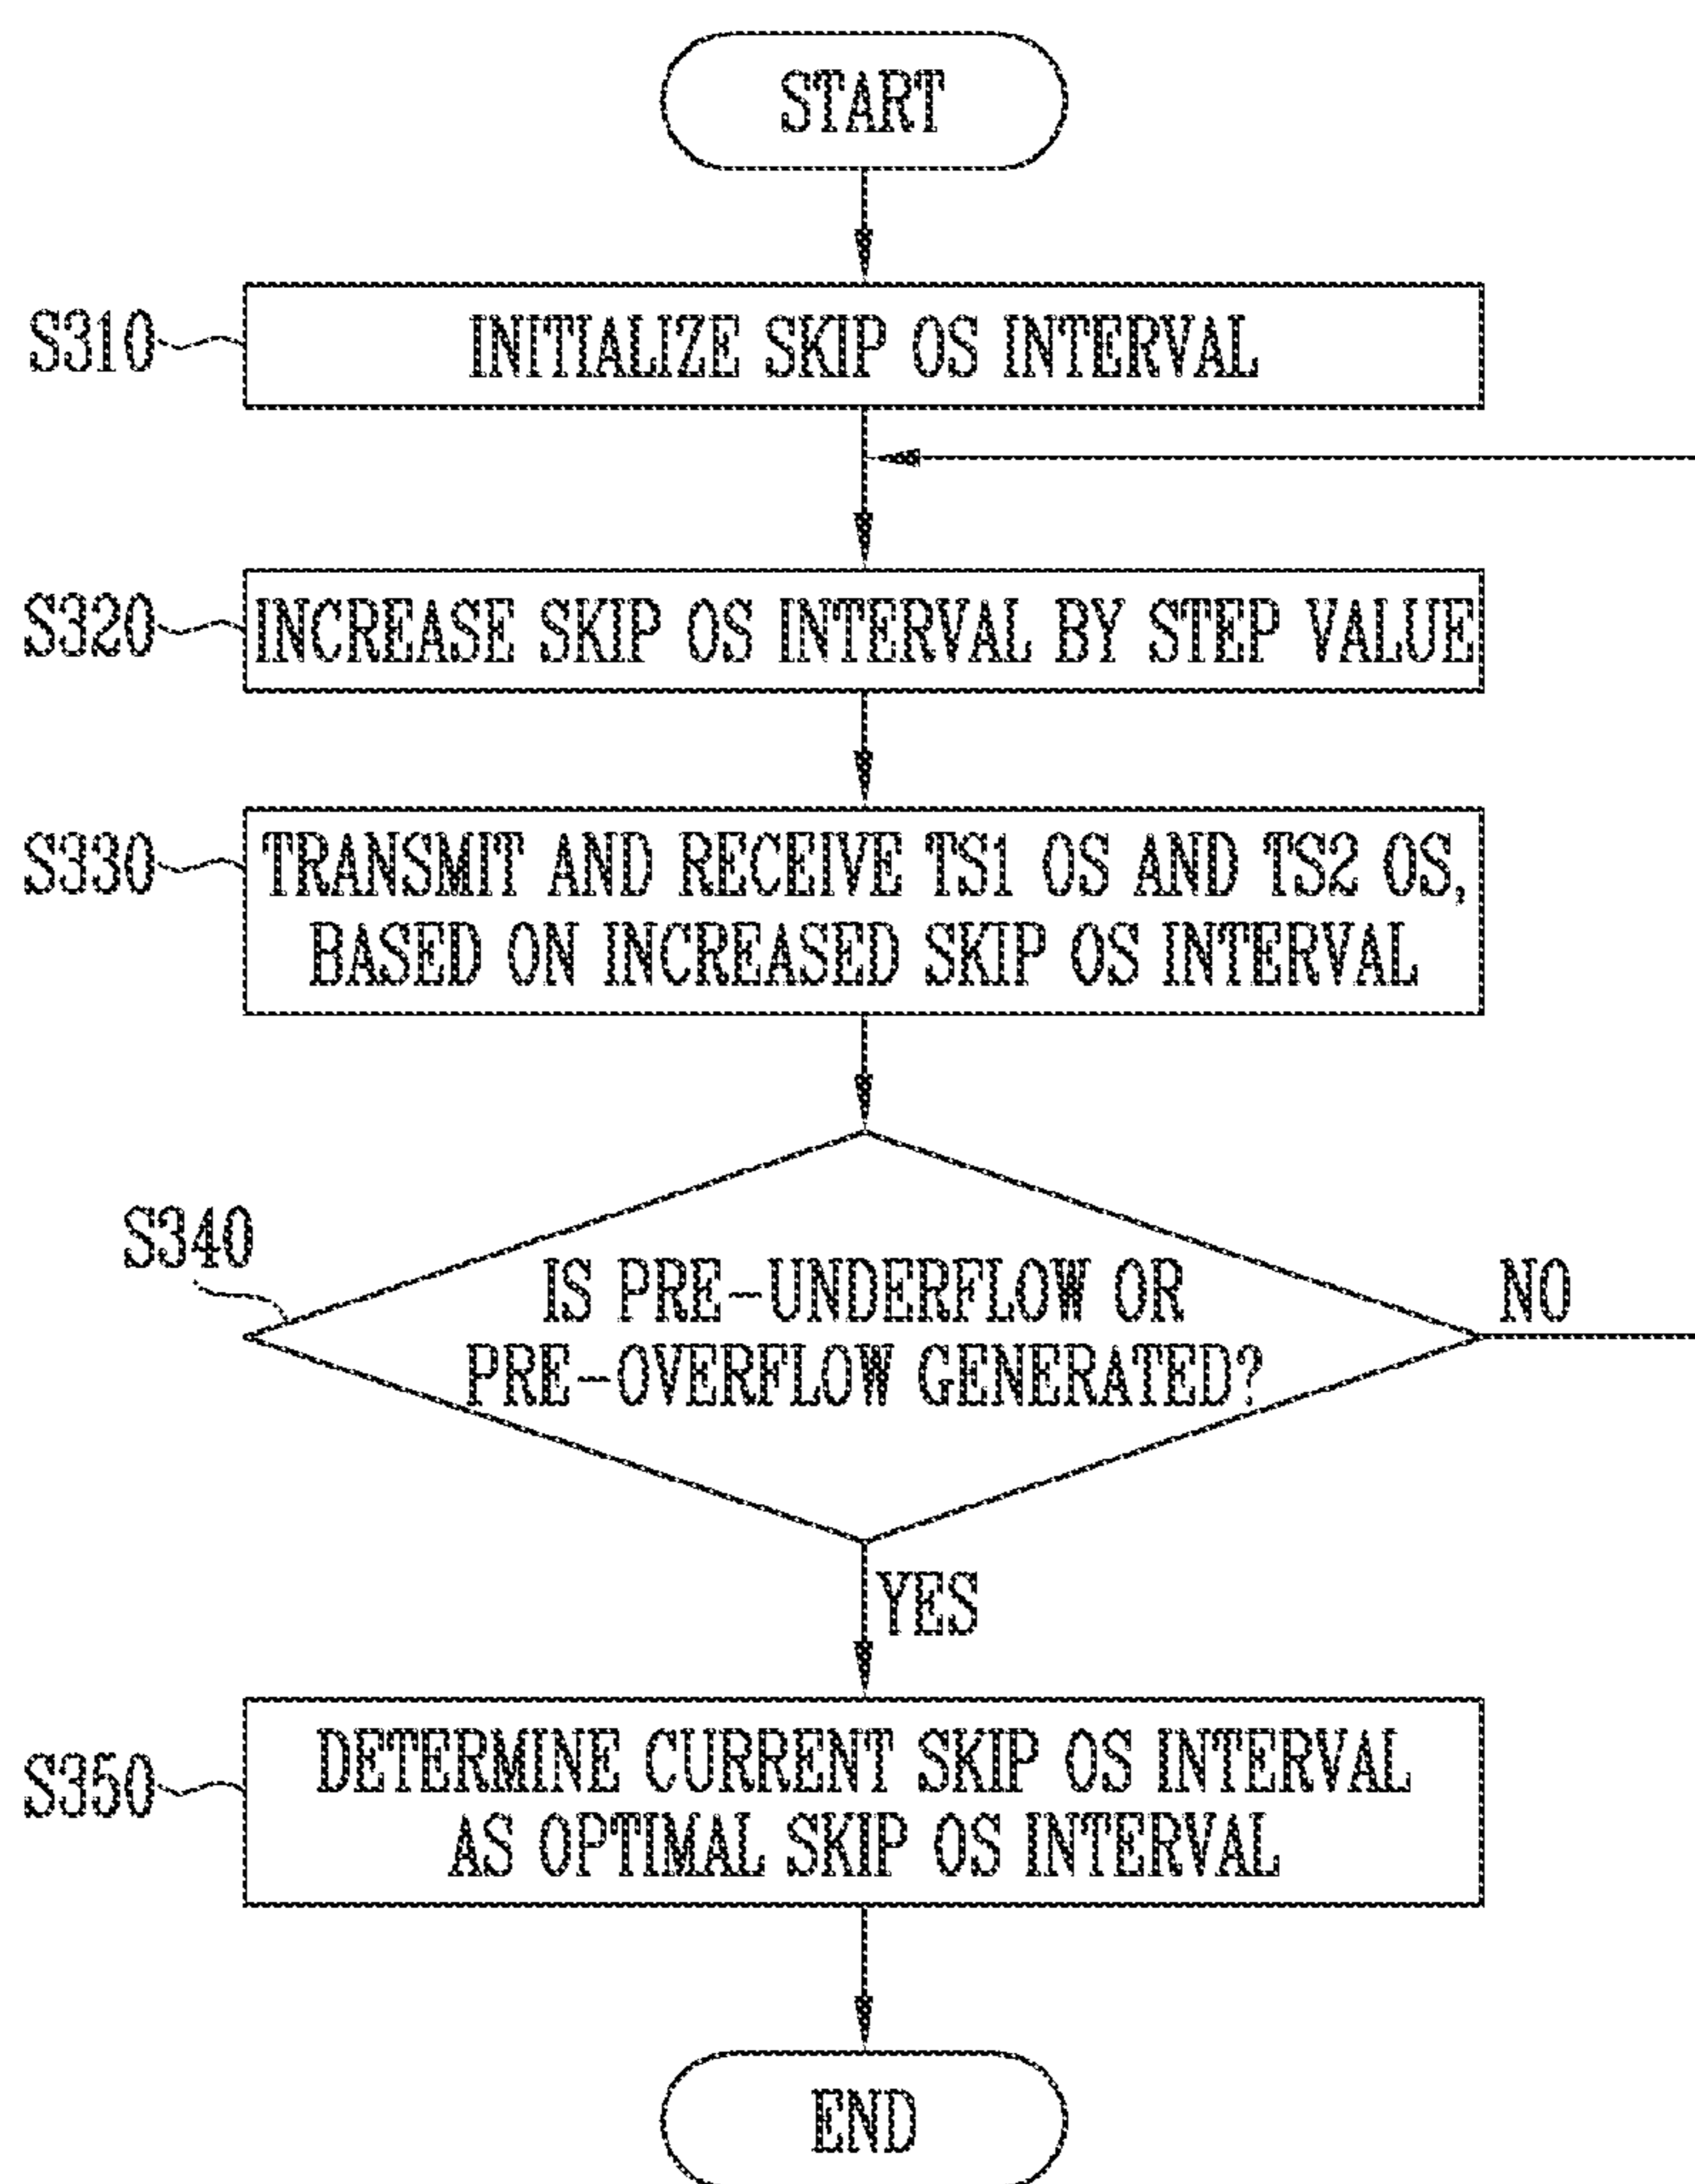 START
S310
INITIALIZE SKIP OS INTERVAL
S320
INCREASE SKIP OS INTERVAL BY STEP VALUE
S330
TRANSMIT AND RECEIVE TS1 OS AND TS2 OS,
BASED ON INCREASED SKIP OS INTERVAL
S340
IS PRE-UNDERFLOW OR
PRE-OVERFLOW GENERATED?
NO
YES
S350
DETERMINE CURRENT SKIP OS INTERVAL
AS OPTIMAL SKIP OS INTERVAL
END